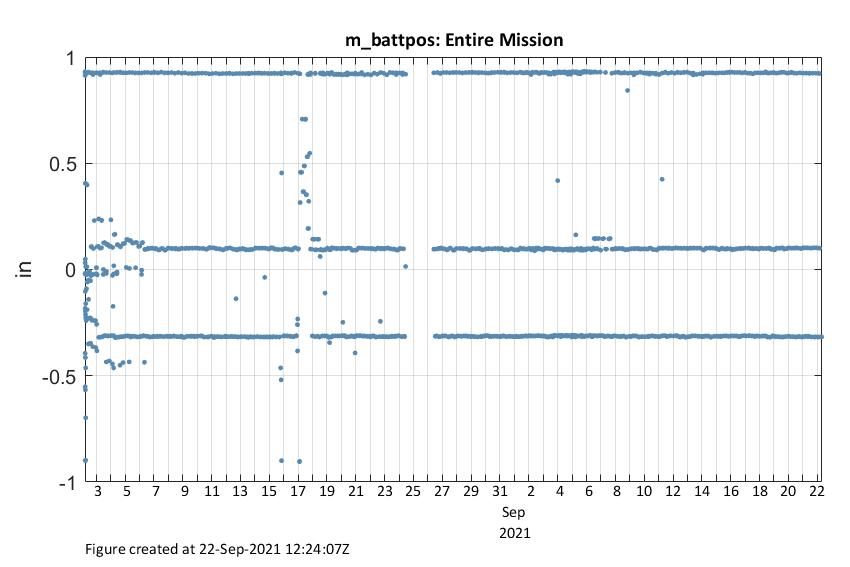 m_battpos: Entire Mission
1
0.5
0
-0.5
-1
in
3 5 7 9 11 13 15 17 19 21 23 25 27 29 31 2 4 6 8 10 12 14 16 18 20 22
Sep
2021
Figure created at 22-Sep-2021 12:24:07Z